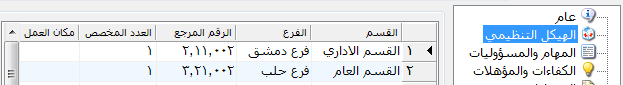 عام
الهيكل التنظيمي
المهام والمسؤوليات
الكفاءات والمؤهلات
القسم الفرع الرقم المرجع العدد المخصص مكان العمل
١ القسم الاداري فرع دمشق ٢,١١,٠٠٢ ١
٢ القسم العام فرع حلب ٣,٢١,٠٠٢ ١